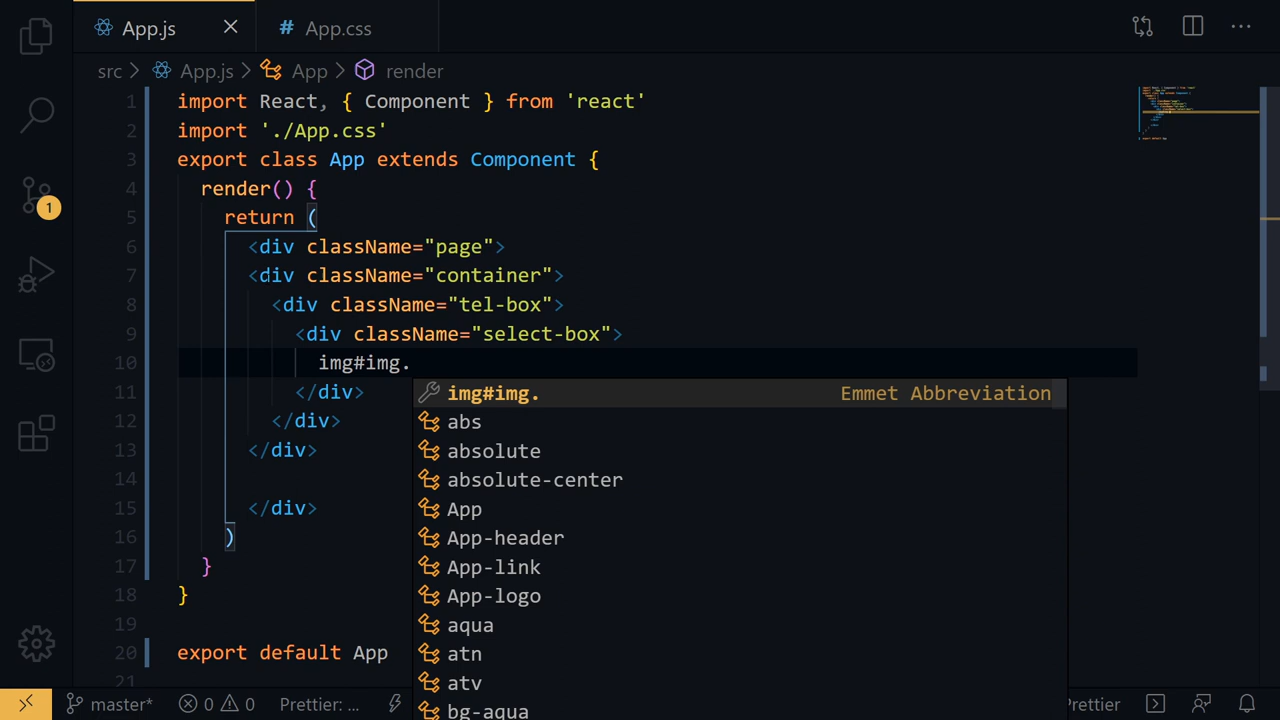 App.js
# App.css
src > App.js > App > render
1 import React, { Component } from 'react'
2 import './App.css'
3 export class App extends Component {
4 render() {
5 return (
6 <div className="page">
7 <div className="container">
8 <div className="tel-box">
9 <div className="select-box">
10 img#img.
11 </div>
img#img. Emmet Abbreviation
12 </div>
abs
13 </div>
absolute
14
absolute-center
15 </div>
App
16 )
App-header
17 }
App-link
18 }
App-logo
19
aqua
20 export default App
atn
21
atv
bg-aqua
1
master* 0 0 Prettier: ... Prettier